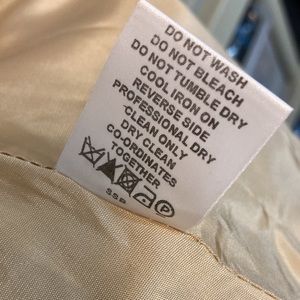 DO NOT WASH
DO NOT BLEACH
DO NOT TUMBLE DRY
COOL IRON ON
REVERSE SIDE
PROFESSIONAL DRY
CLEAN ONLY
DRY CLEAN
CO-ORDINATES
TOGETHER
P
SSP